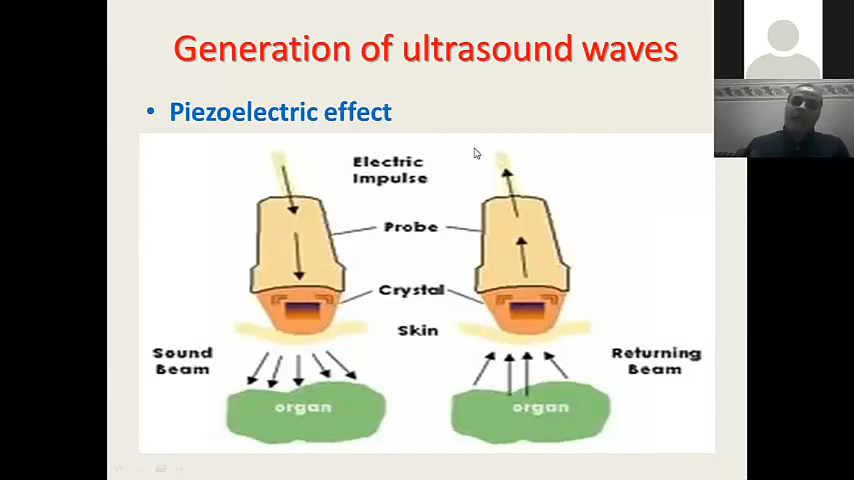 Generation of ultrasound waves
• Piezoelectric effect
Electric
Impulse
Probe
Crystal
Skin
Sound
Beam
Returning
Beam
organ
organ